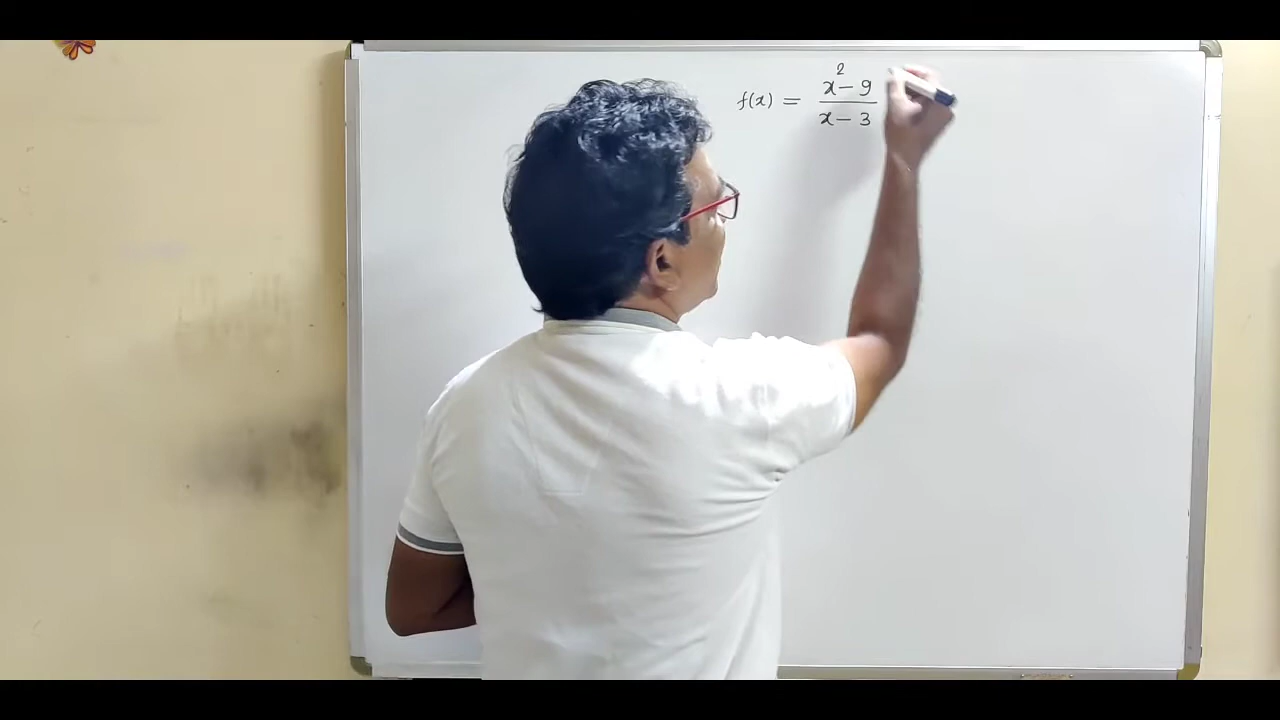 f(x) = x² - 9 / x - 3